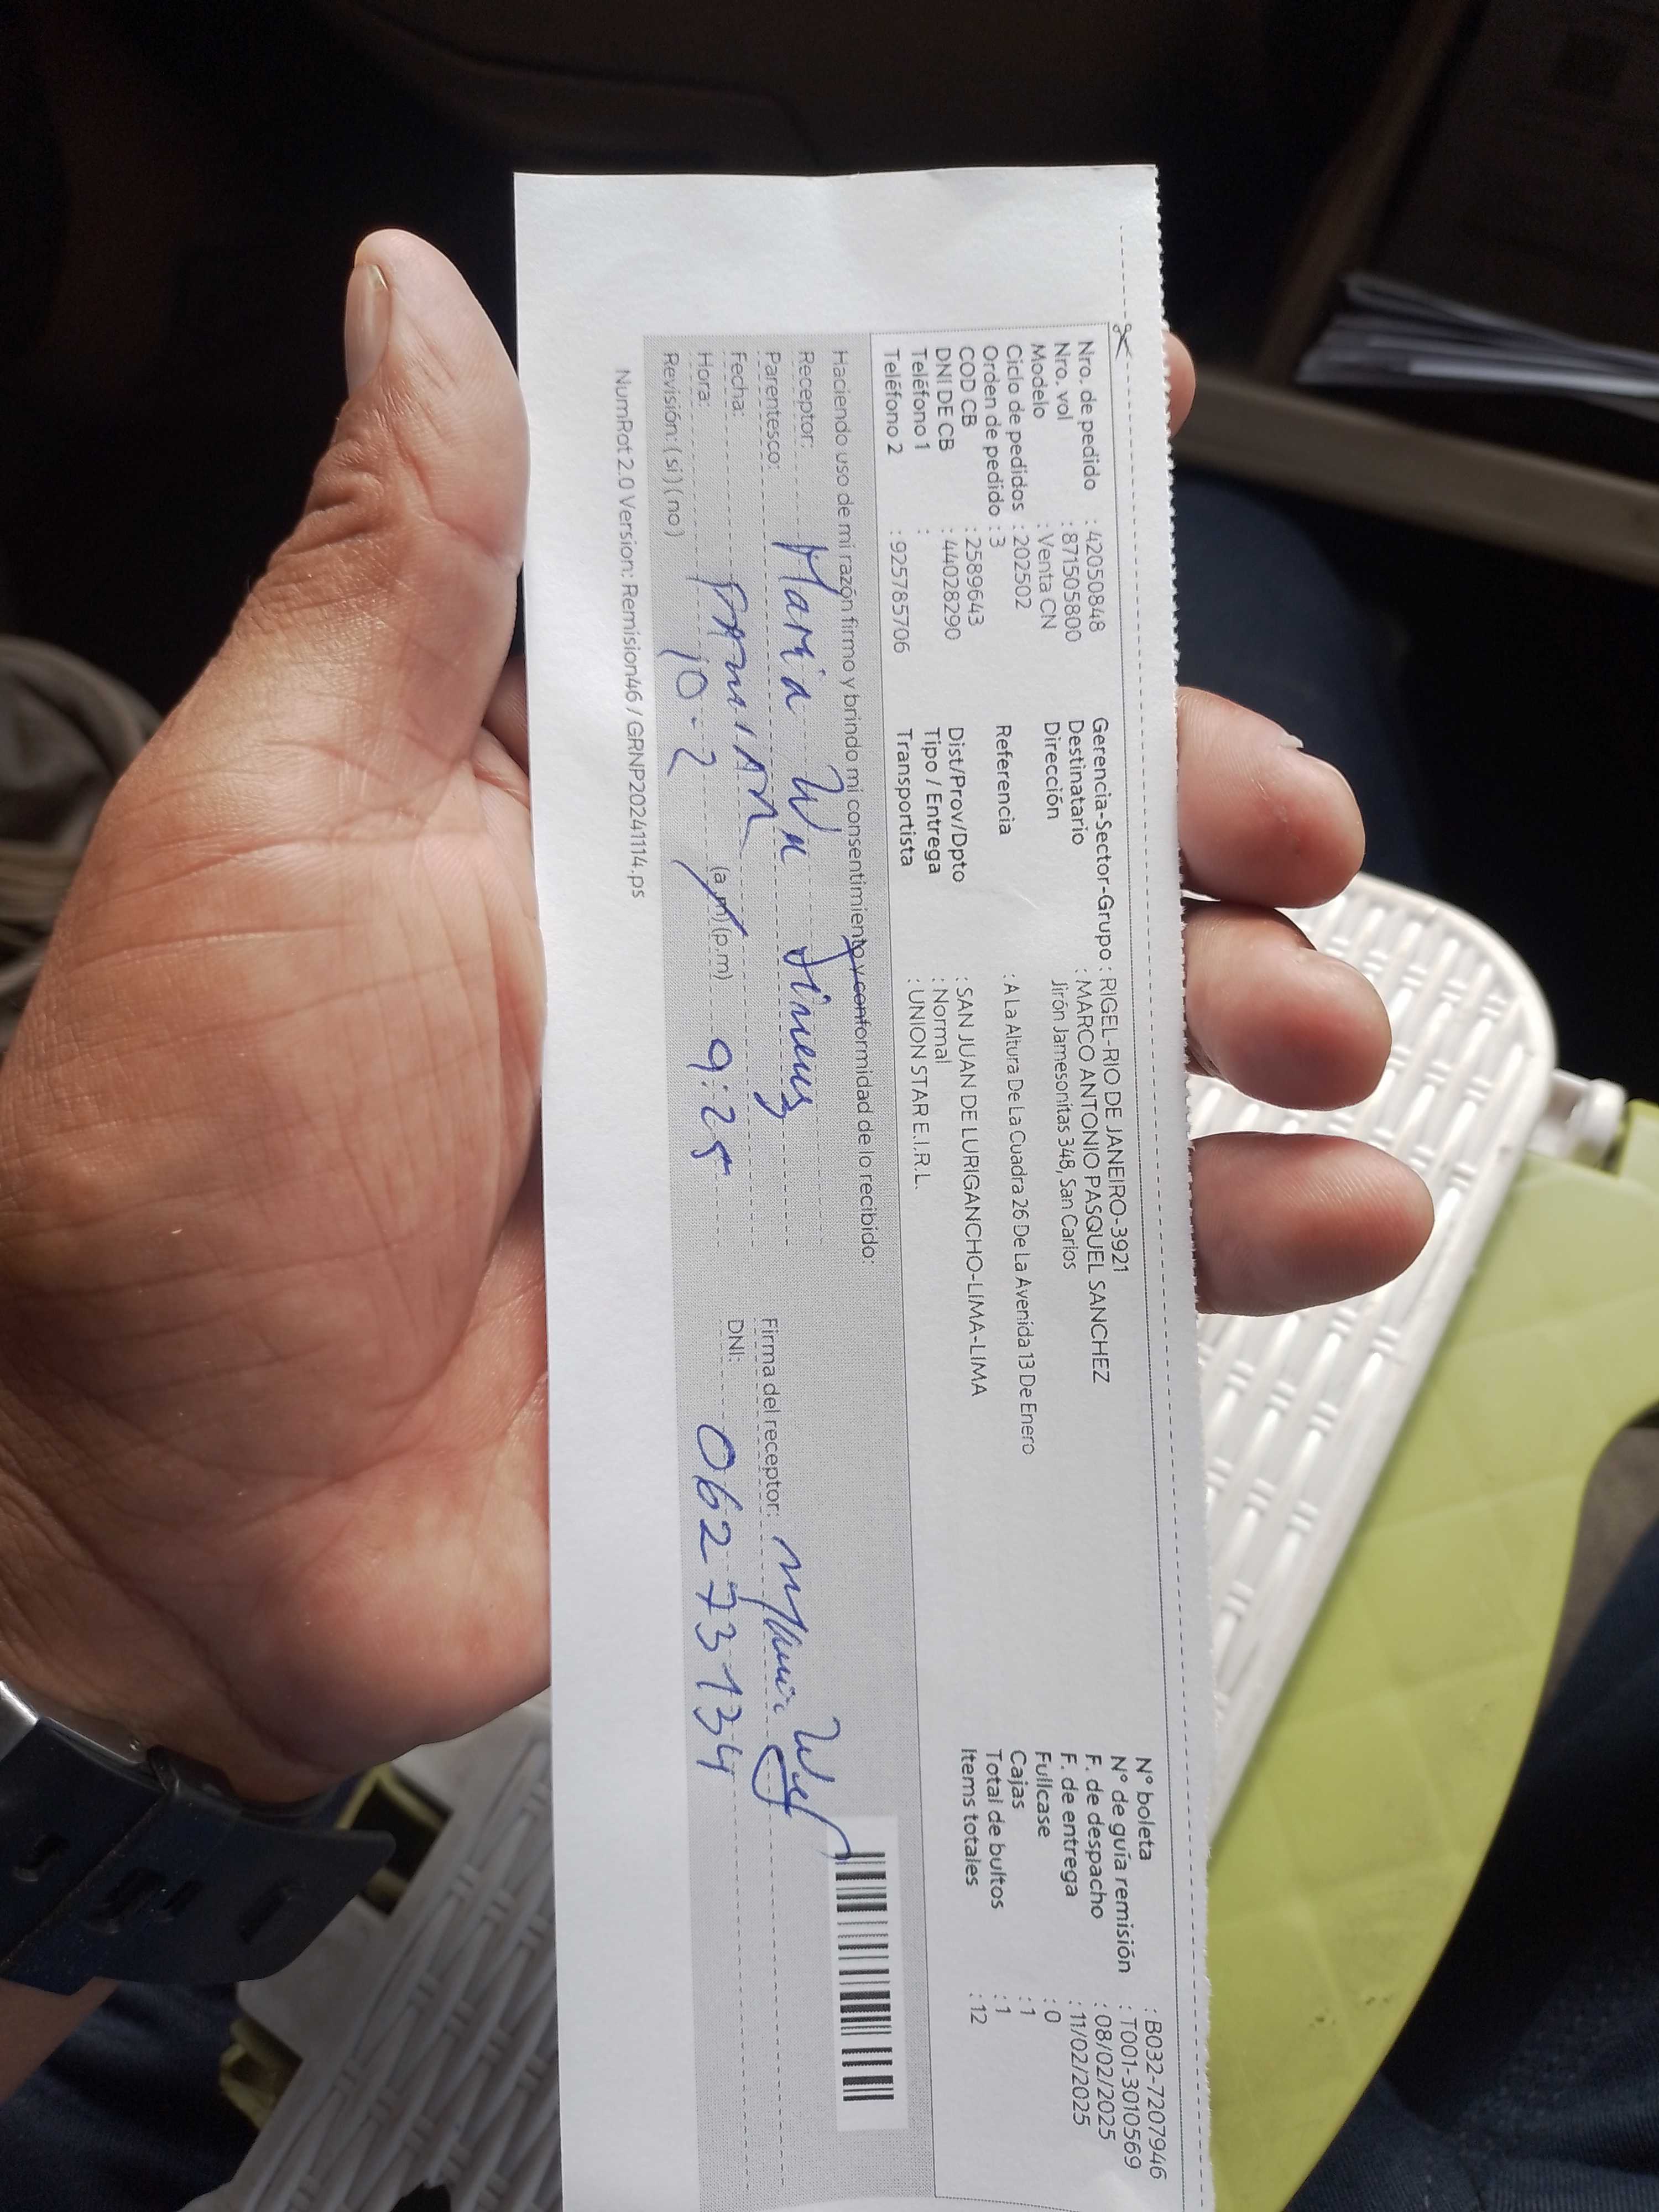 Nro. de pedido : 42050848
Nro. vol : 871505800
Modelo : Venta CN
Ciclo de pedidos : 202502
Orden de pedido : 3
COD CB : 2589643
DNI DE CB : 44028290
Teléfono 1 :
Teléfono 2 : 925785706
Gerencia-Sector-Grupo : RIGEL-RIO DE JANEIRO-3921
Destinatario : MARCO ANTONIO PASQUEL SANCHEZ
Dirección Jirón Jamesonitas 348, San Carlos
Referencia : A La Altura De La Cuadra 26 De La Avenida 13 De Enero
Dist/Prov/Dpto : SAN JUAN DE LURIGANCHO-LIMA-LIMA
Tipo / Entrega : Normal
Transportista : UNION STAR E.I.R.L.
N° boleta : B032-7207946
N° de guía remisión : T001-3010569
F. de despacho : 08/02/2025
F. de entrega : 11/02/2025
Fullcase : 0
Cajas : 1
Total de bultos : 1
Items totales : 12
Haciendo uso de mi razón firmo y brindo mi consentimiento y conformidad de lo recibido:
Receptor: Maria
Parentesco: FAMILIAR
Fecha: 10-2
Hora: (a.m) (p.m) 9:25
Revisión: (si) (no)
Firma del receptor:
DNI: 06273134
NumRot 2.0 Version: Remision46 / GRNP20241114.ps